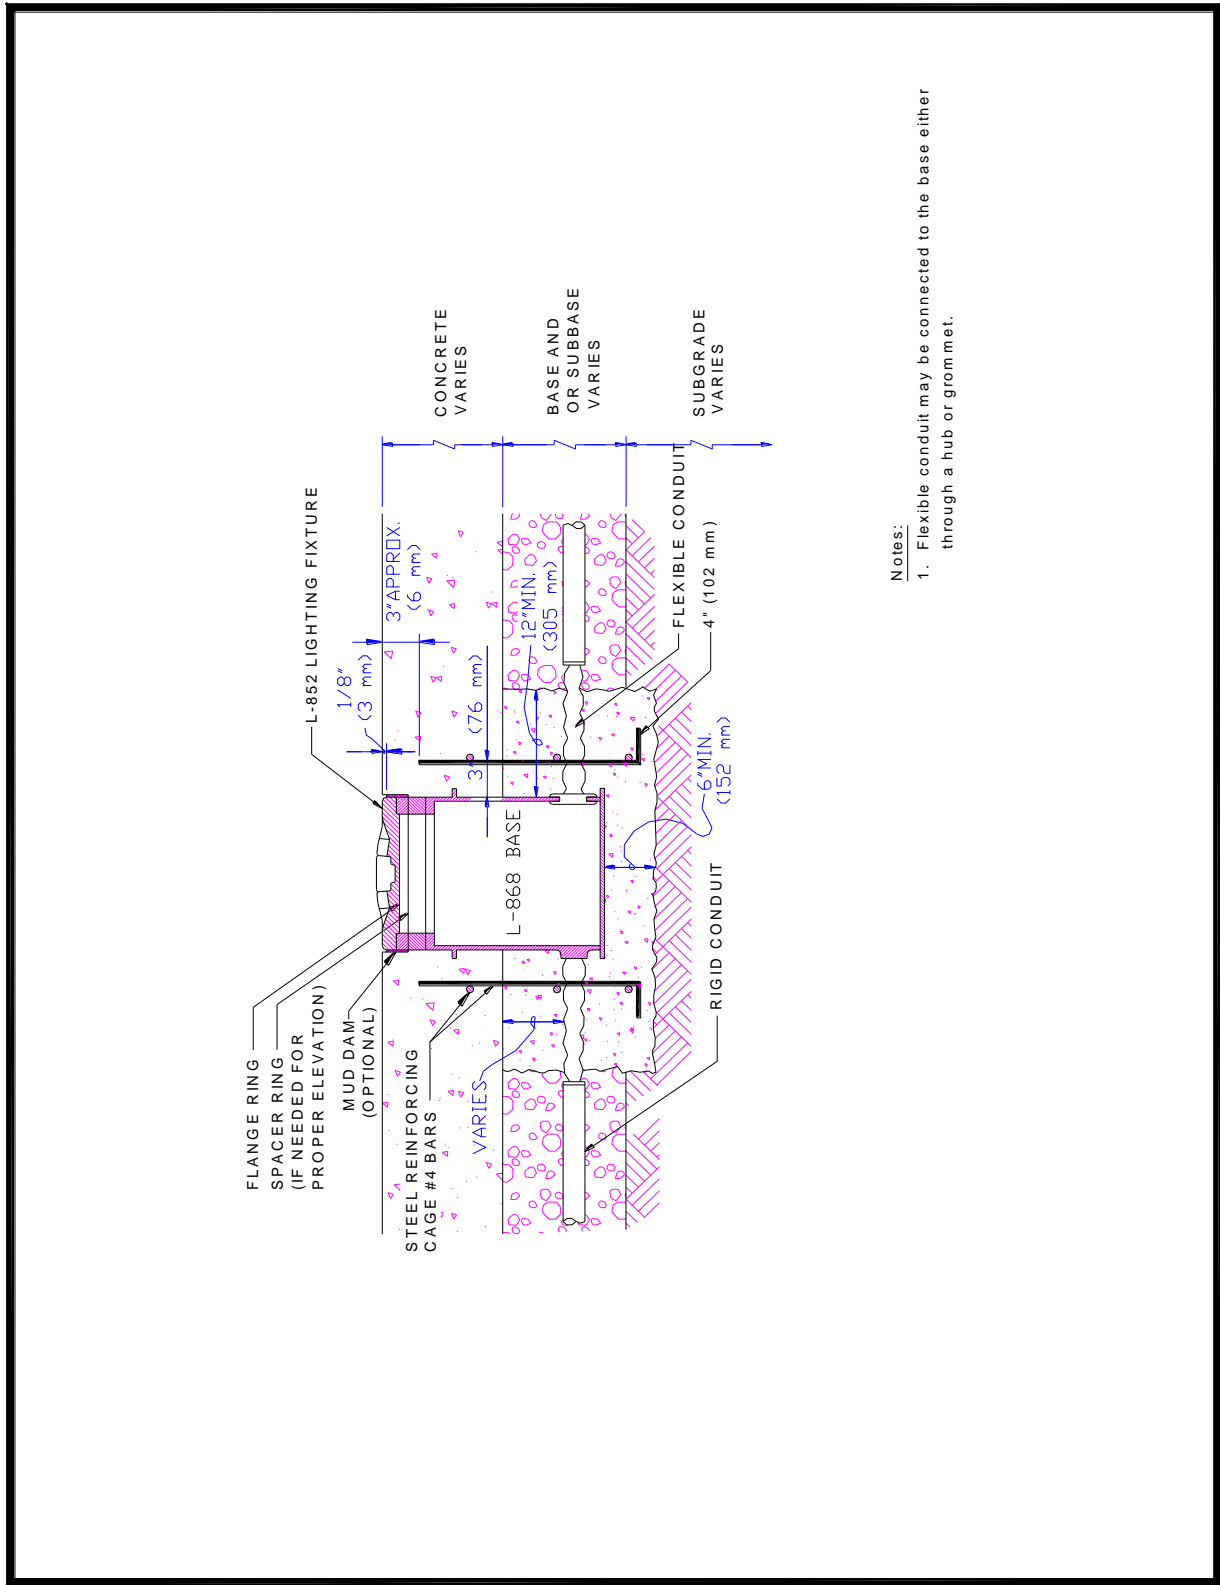 FLANGE RING
SPACER RING
(IF NEEDED FOR
PROPER ELEVATION)
MUD DAM
(OPTIONAL)
STEEL REINFORCING
CAGE #4 BARS
VARIES
L-852 LIGHTING FIXTURE
1/8"
(3 mm)
3"APPROX.
(6 mm)
3"
(76 mm)
12"MIN.
(305 mm)
L-868 BASE
FLEXIBLE CONDUIT
4" (102 mm)
6"MIN.
(152 mm)
RIGID CONDUIT
CONCRETE
VARIES
BASE AND
OR SUBBASE
VARIES
SUBGRADE
VARIES
Notes:
1. Flexible conduit may be connected to the base either
through a hub or grommet.